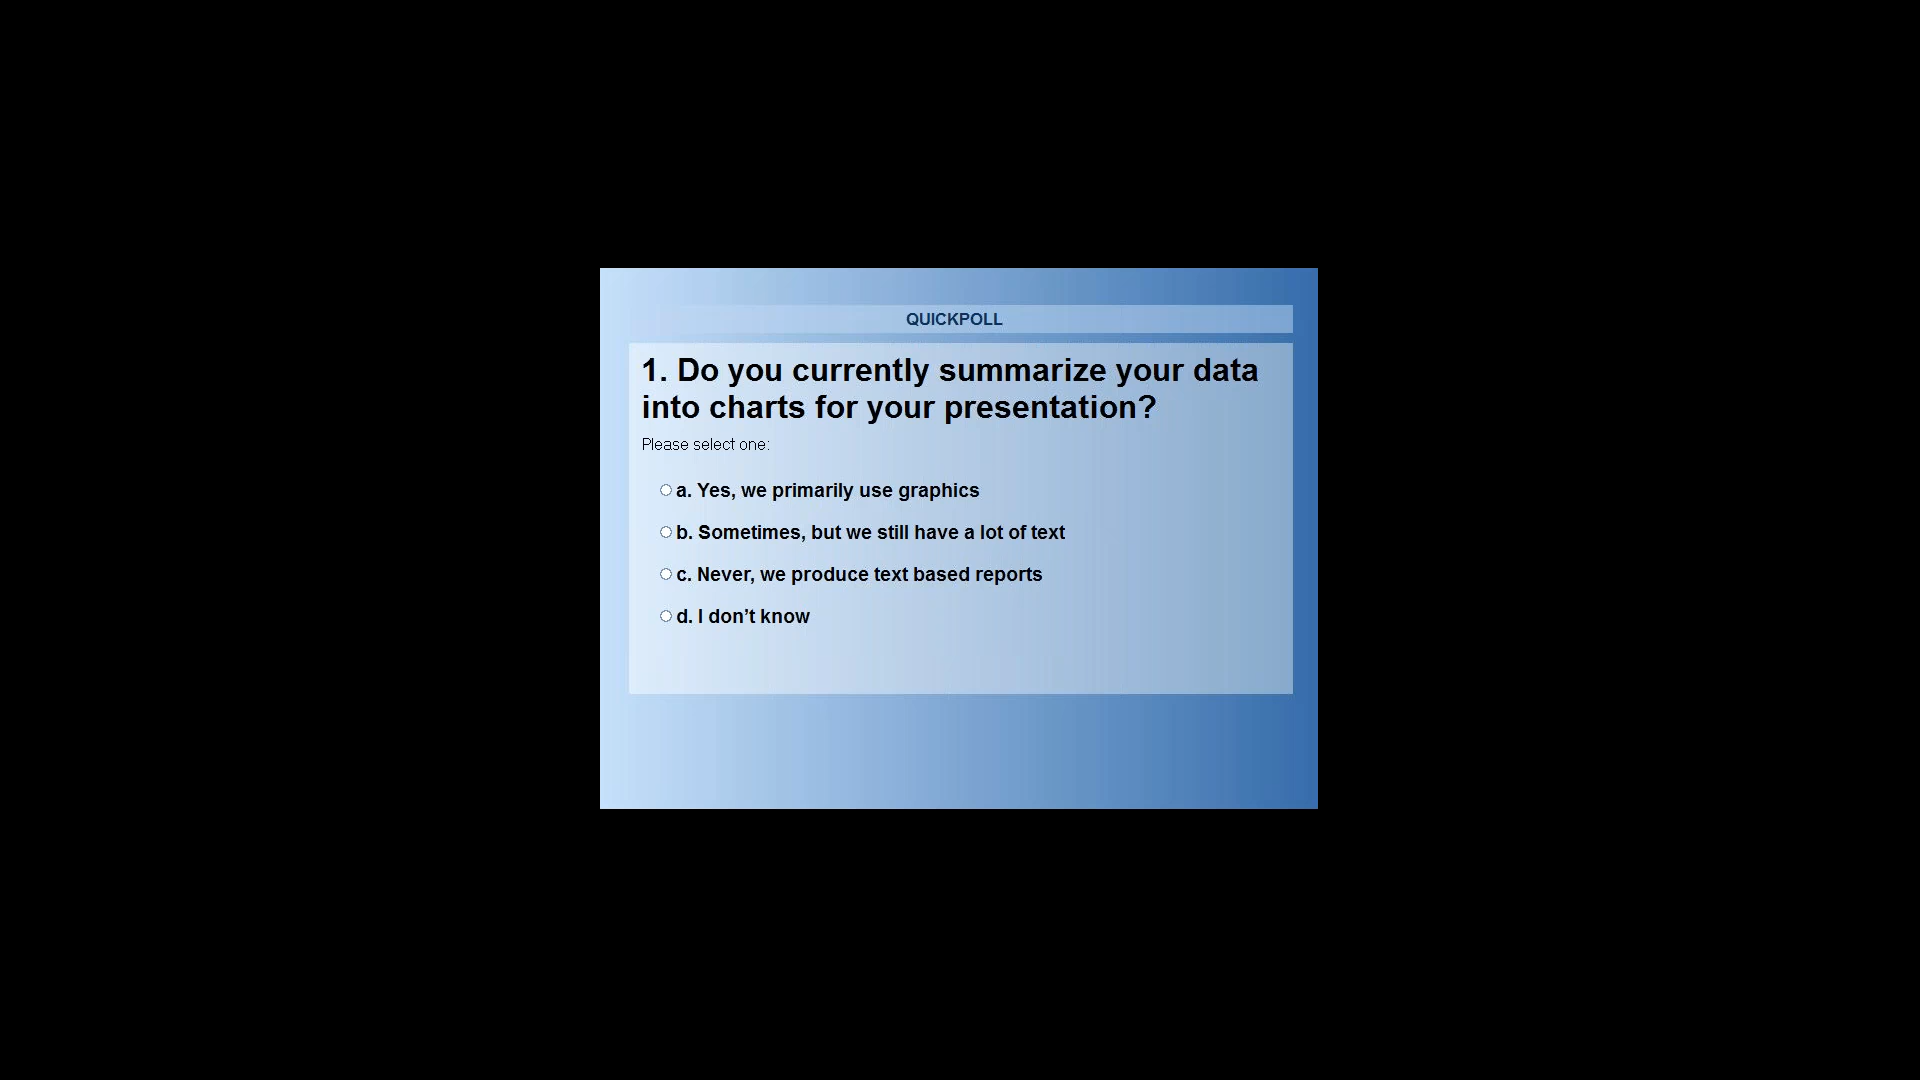 QUICKPOLL
1. Do you currently summarize your data
into charts for your presentation?
Please select one:
a. Yes, we primarily use graphics
b. Sometimes, but we still have a lot of text
c. Never, we produce text based reports
d. I don’t know